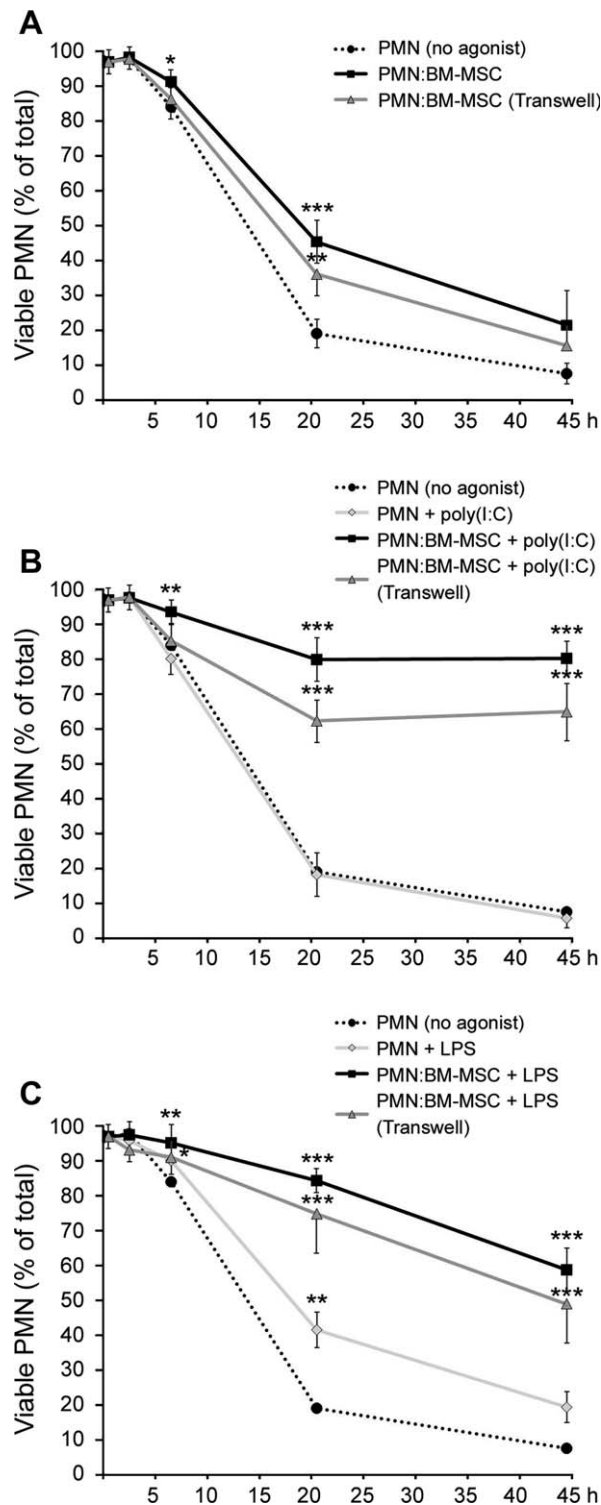 A
PMN (no agonist)
PMN:BM-MSC
PMN:BM-MSC (Transwell)
Viable PMN (% of total)
100
90
80
70
60
50
40
30
20
10
0
*
***
**
5 10 15 20 25 30 35 40 45 h
B
PMN (no agonist)
PMN + poly(I:C)
PMN:BM-MSC + poly(I:C)
PMN:BM-MSC + poly(I:C)
(Transwell)
Viable PMN (% of total)
100
90
80
70
60
50
40
30
20
10
0
**
*** ***
*** ***
5 10 15 20 25 30 35 40 45 h
C
PMN (no agonist)
PMN + LPS
PMN:BM-MSC + LPS
PMN:BM-MSC + LPS
(Transwell)
Viable PMN (% of total)
100
90
80
70
60
50
40
30
20
10
0
**
*
***
***
***
***
**
5 10 15 20 25 30 35 40 45 h